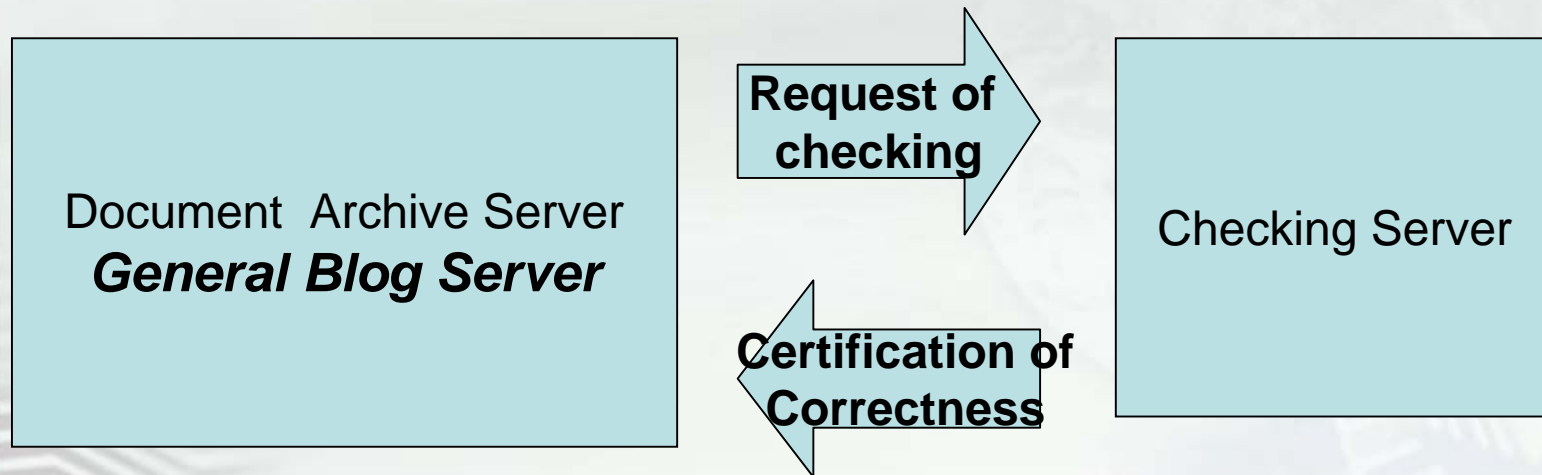 Document Archive Server
General Blog Server
Request of
checking
Certification of
Correctness
Checking Server